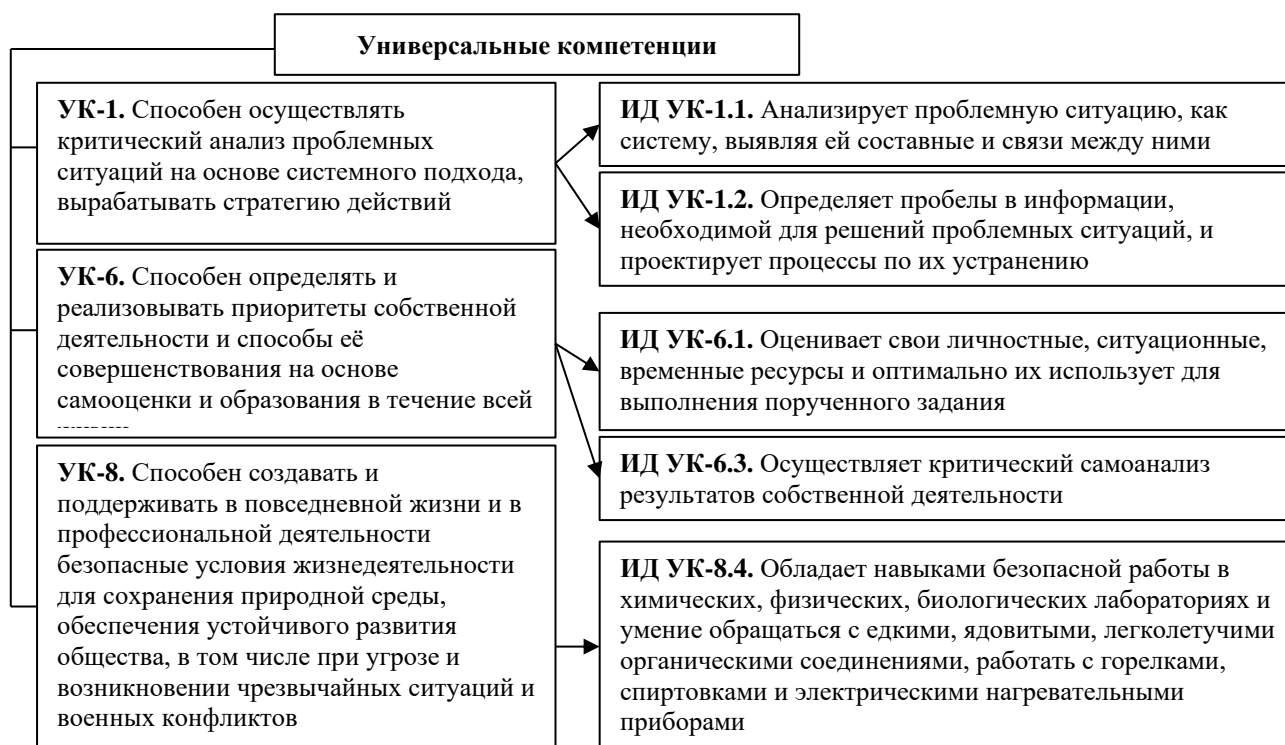 Универсальные компетенции
УК-1. Способен осуществлять
критический анализ проблемных
ситуаций на основе системного подхода,
вырабатывать стратегию действий
ИД УК-1.1. Анализирует проблемную ситуацию, как
систему, выявляя ей составные и связи между ними
ИД УК-1.2. Определяет пробелы в информации,
необходимой для решений проблемных ситуаций, и
проектирует процессы по их устранению
УК-6. Способен определять и
реализовывать приоритеты собственной
деятельности и способы её
совершенствования на основе
самооценки и образования в течение всей
ИД УК-6.1. Оценивает свои личностные, ситуационные,
временные ресурсы и оптимально их использует для
выполнения порученного задания
ИД УК-6.3. Осуществляет критический самоанализ
результатов собственной деятельности
УК-8. Способен создавать и
поддерживать в повседневной жизни и в
профессиональной деятельности
безопасные условия жизнедеятельности
для сохранения природной среды,
обеспечения устойчивого развития
общества, в том числе при угрозе и
возникновении чрезвычайных ситуаций и
военных конфликтов
ИД УК-8.4. Обладает навыками безопасной работы в
химических, физических, биологических лабораториях и
умение обращаться с едкими, ядовитыми, легколетучими
органическими соединениями, работать с горелками,
спиртовками и электрическими нагревательными
приборами